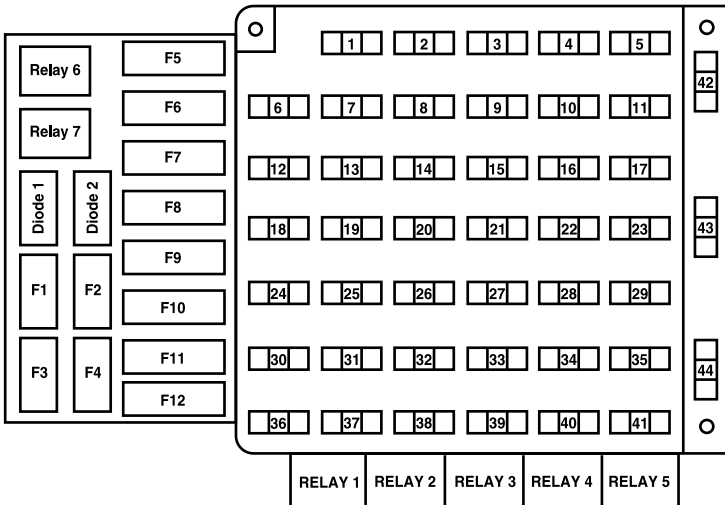 Relay 6
Relay 7
Diode 1
Diode 2
F1
F2
F3
F4
F5
F6
F7
F8
F9
F10
F11
F12
1 2 3 4 5
6 7 8 9 10 11
12 13 14 15 16 17
18 19 20 21 22 23
24 25 26 27 28 29
30 31 32 33 34 35
36 37 38 39 40 41
42
43
44
RELAY 1 RELAY 2 RELAY 3 RELAY 4 RELAY 5